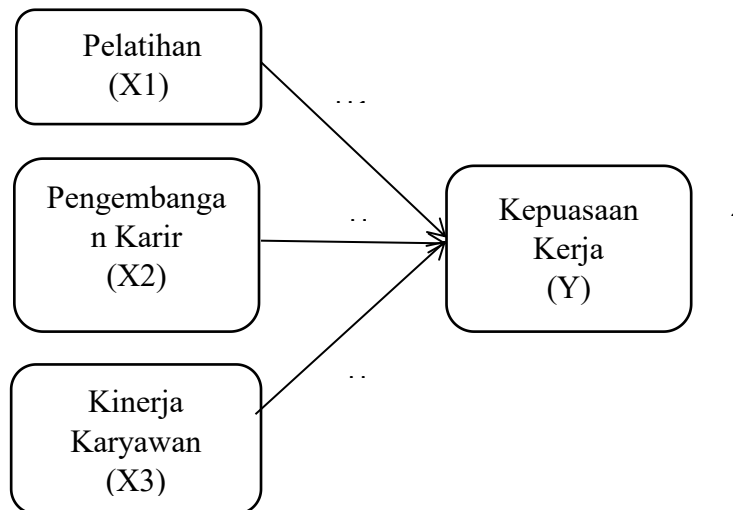 Pelatihan
(X1)
Pengembanga
n Karir
(X2)
Kepuasaan
Kerja
(Y)
Kinerja
Karyawan
(X3)